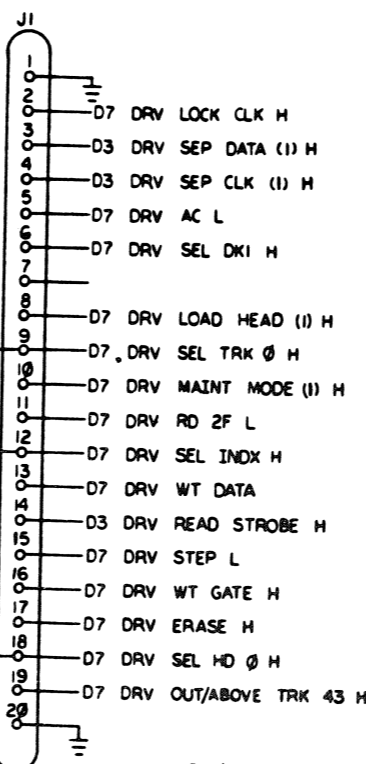 J1
1
2 D7 DRV LOCK CLK H
3 D3 DRV SEP DATA (1) H
4 D3 DRV SEP CLK (1) H
5 D7 DRV AC L
6 D7 DRV SEL DK1 H
7
8 D7 DRV LOAD HEAD (1) H
9 D7 DRV SEL TRK Ø H
1Ø D7 DRV MAINT MODE (1) H
11 D7 DRV RD 2F L
12 D7 DRV SEL INDX H
13 D7 DRV WT DATA
14 D3 DRV READ STROBE H
15 D7 DRV STEP L
16 D7 DRV WT GATE H
17 D7 DRV ERASE H
18 D7 DRV SEL HD Ø H
19 D7 DRV OUT/ABOVE TRK 43 H
2Ø